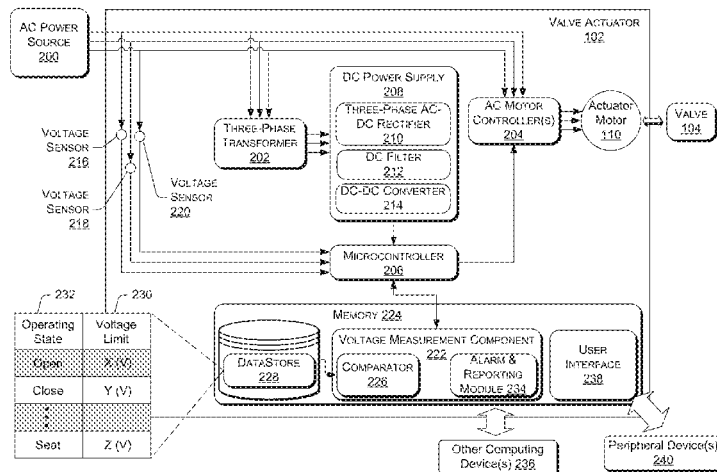 AC POWER
SOURCE
200
VALVE ACTUATOR
102
DC POWER SUPPLY
208
THREE-PHASE AC-
DC RECTIFIER
210
DC FILTER
212
DC-DC CONVERTER
214
THREE-PHASE
TRANSFORMER
202
AC MOTOR
CONTROLLER(S)
204
Actuator
Motor
110
VALVE
104
VOLTAGE
SENSOR
216
VOLTAGE
SENSOR
218
VOLTAGE
SENSOR
220
MICROCONTROLLER
206
232
230
Operating
State
Voltage
Limit
Open
X (V)
Close
Y (V)
Seat
Z (V)
MEMORY 224
DATASTORE
228
VOLTAGE MEASUREMENT COMPONENT
222
COMPARATOR
226
ALARM &
REPORTING
MODULE 234
USER
INTERFACE
238
Other Computing
Device(s) 236
Peripheral Device(s)
240